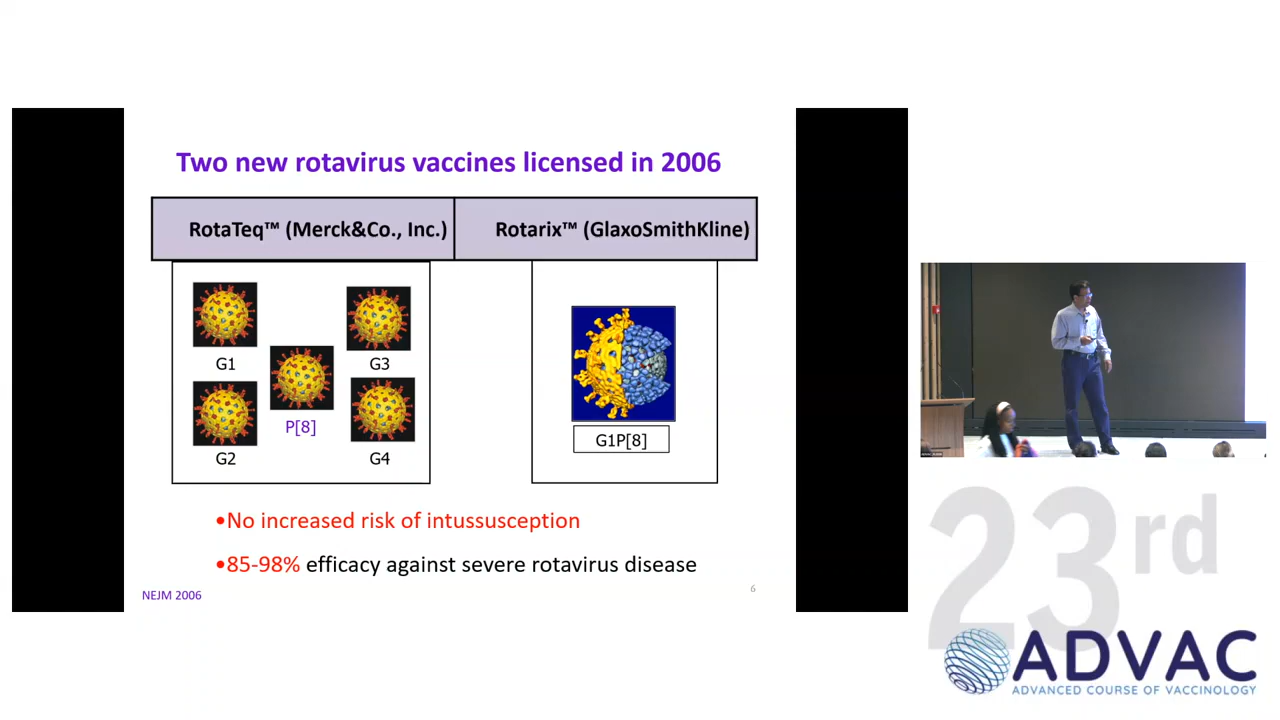 Two new rotavirus vaccines licensed in 2006
RotaTeq™ (Merck&Co., Inc.)
Rotarix™ (GlaxoSmithKline)
G1
G3
P[8]
G2
G4
G1P[8]
•No increased risk of intussusception
•85-98% efficacy against severe rotavirus disease
NEJM 2006
6
23rd
ADVAC
ADVANCED COURSE OF VACCINOLOGY